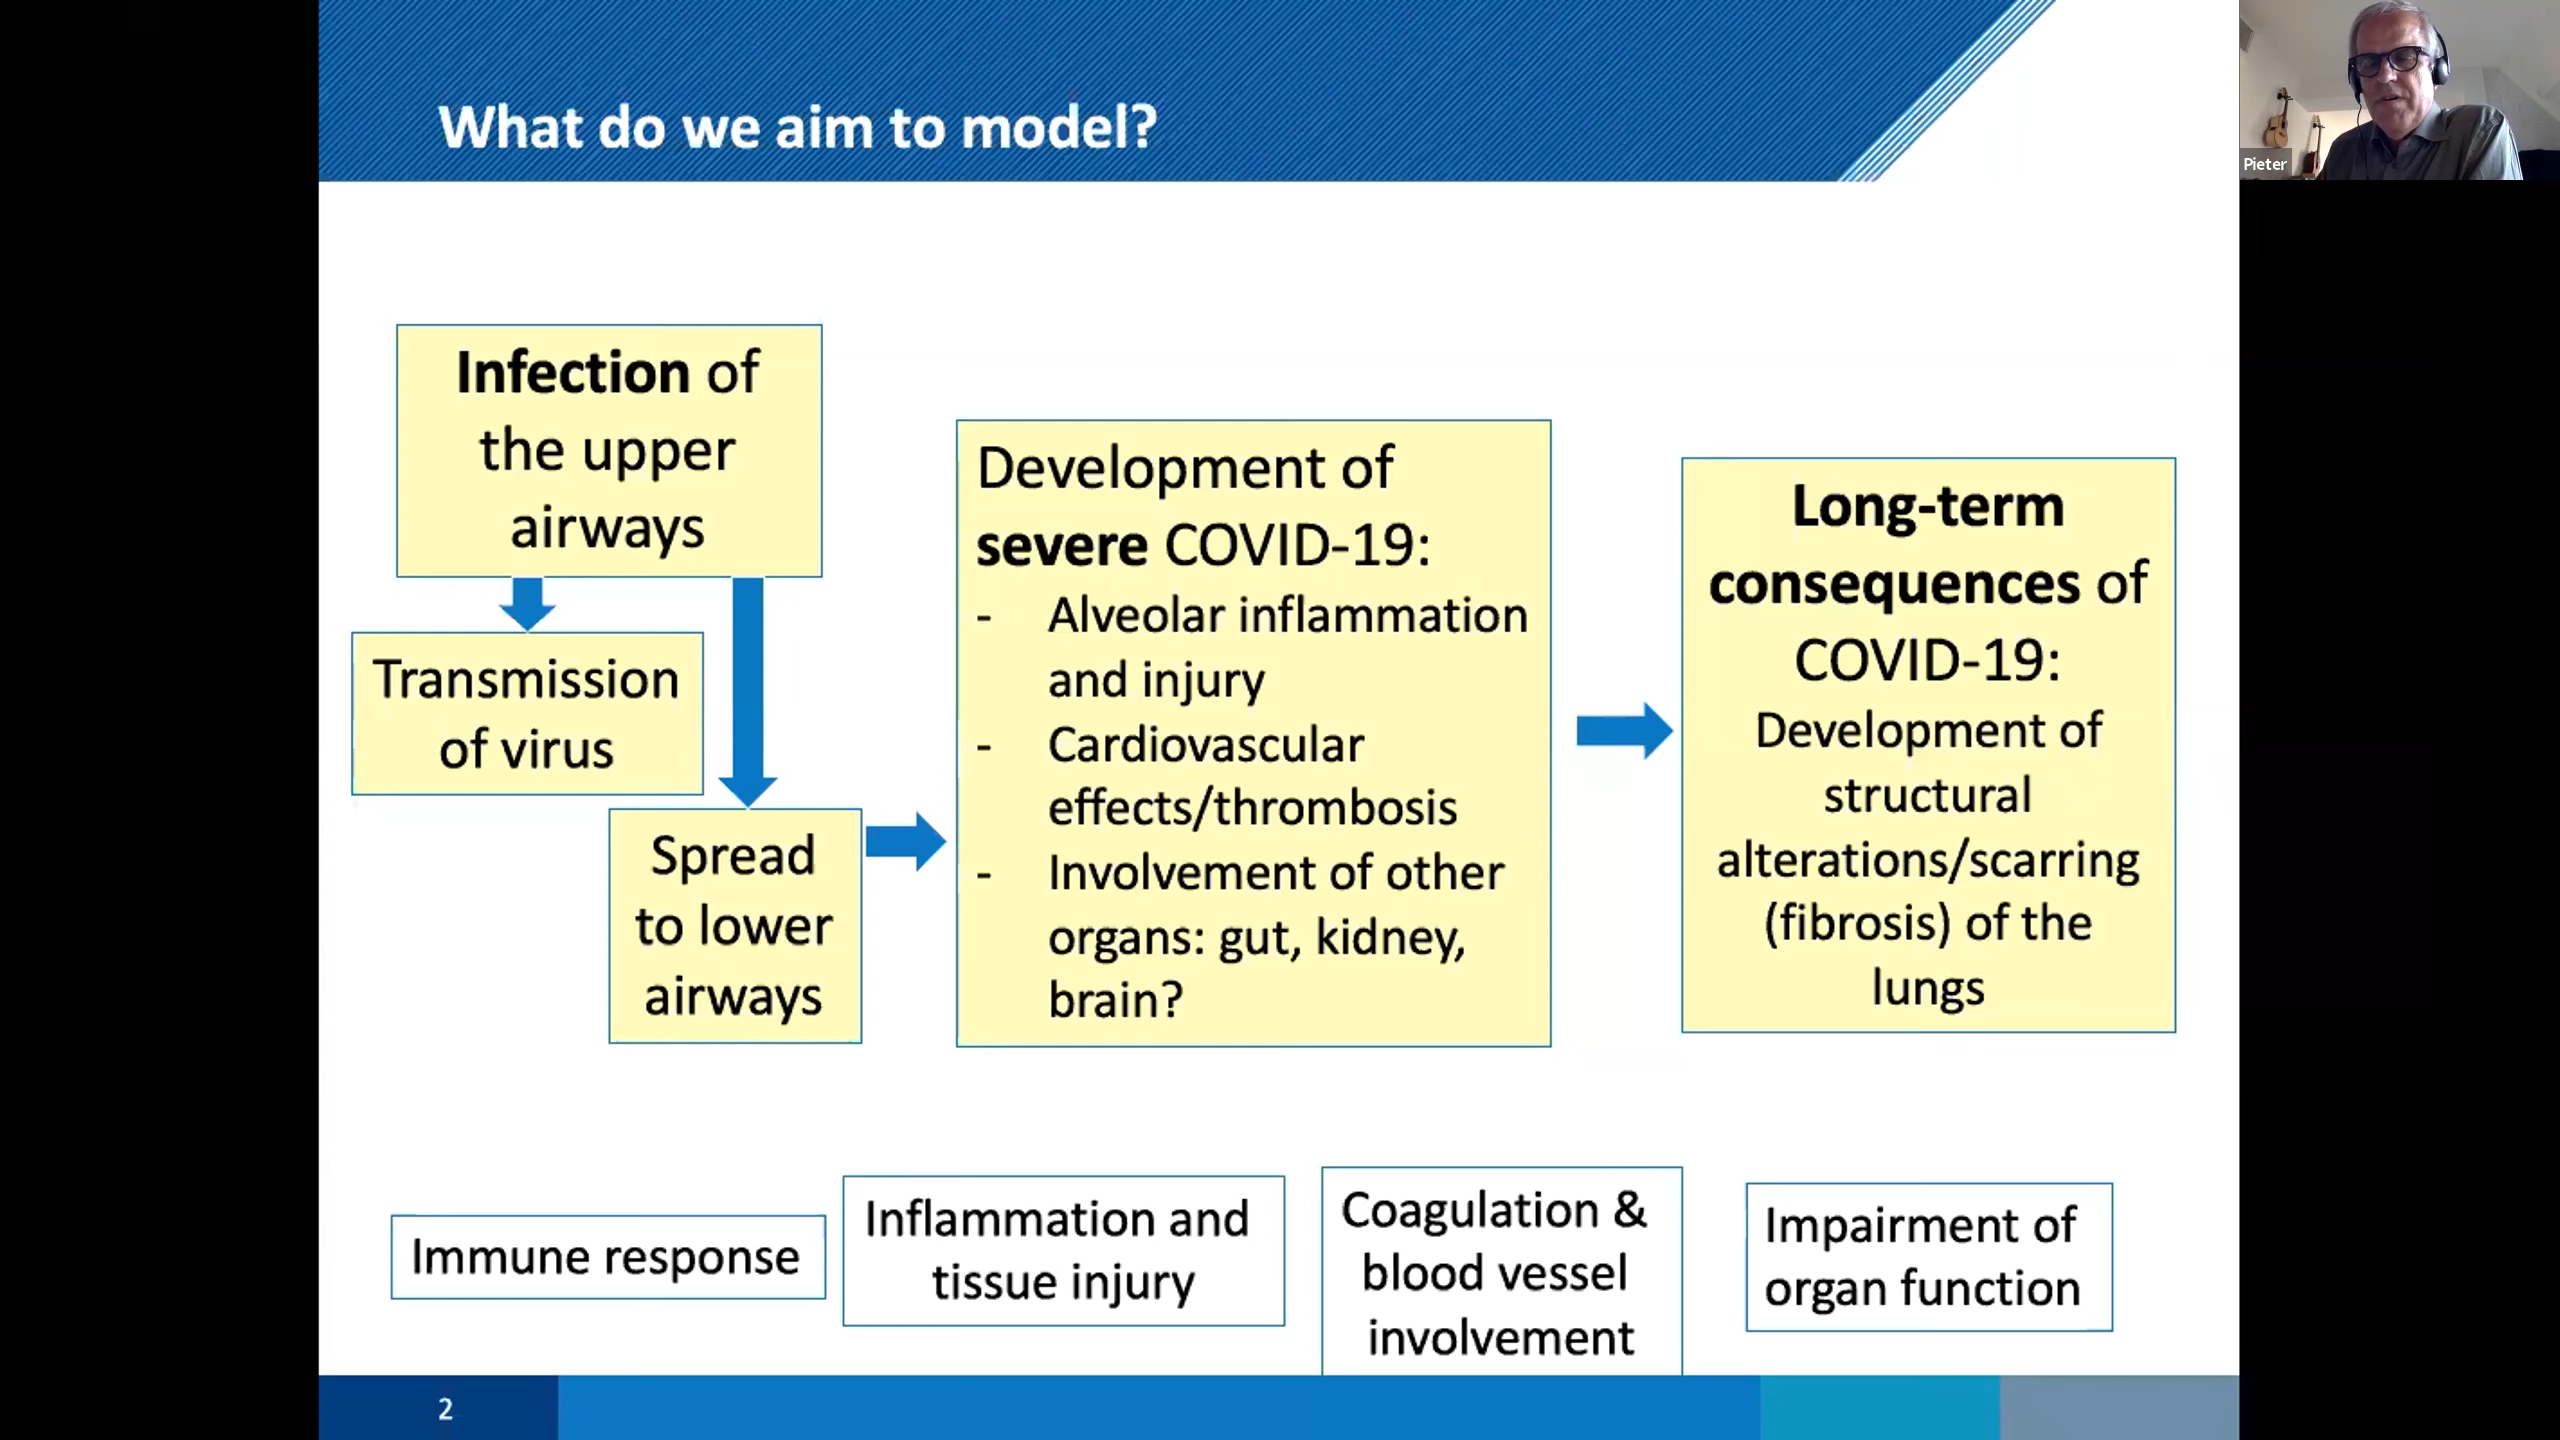 What do we aim to model?
Pieter
Infection of
the upper
airways
Transmission
of virus
Spread
to lower
airways
Development of
severe COVID-19:
- Alveolar inflammation
and injury
- Cardiovascular
effects/thrombosis
- Involvement of other
organs: gut, kidney,
brain?
Long-term
consequences of
COVID-19:
Development of
structural
alterations/scarring
(fibrosis) of the
lungs
Immune response
Inflammation and
tissue injury
Coagulation &
blood vessel
involvement
Impairment of
organ function
2